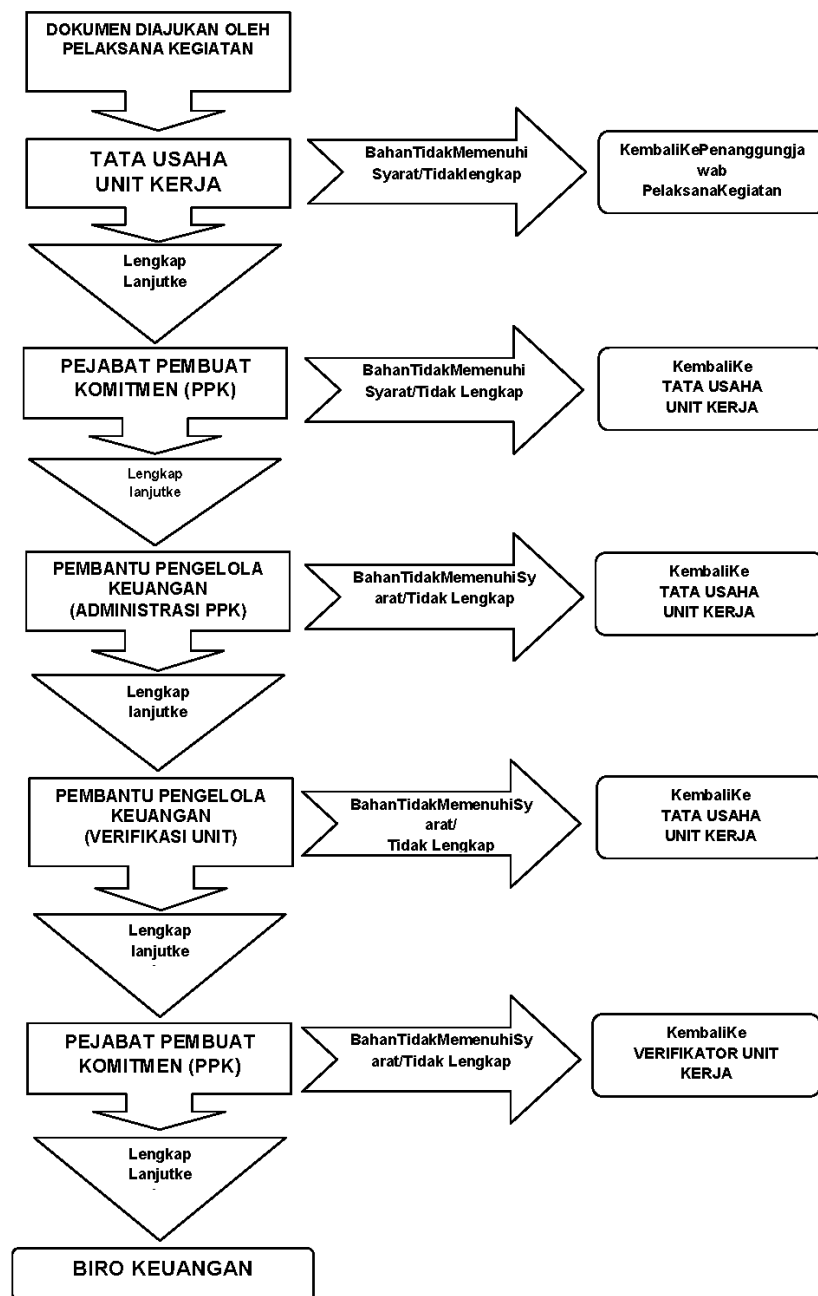 DOKUMEN DIAJUKAN OLEH
PELAKSANA KEGIATAN
TATA USAHA
UNIT KERJA
BahanTidakMemenuhi
Syarat/Tidaklengkap
KembaliKePenanggungja
wab
PelaksanaKegiatan
Lengkap
Lanjutke
PEJABAT PEMBUAT
KOMITMEN (PPK)
BahanTidakMemenuhi
Syarat/Tidak Lengkap
KembaliKe
TATA USAHA
UNIT KERJA
Lengkap
lanjutke
PEMBANTU PENGELOLA
KEUANGAN
(ADMINISTRASI PPK)
BahanTidakMemenuhiSy
arat/Tidak Lengkap
KembaliKe
TATA USAHA
UNIT KERJA
Lengkap
lanjutke
PEMBANTU PENGELOLA
KEUANGAN
(VERIFIKASI UNIT)
BahanTidakMemenuhiSy
arat/
Tidak Lengkap
KembaliKe
TATA USAHA
UNIT KERJA
Lengkap
lanjutke
PEJABAT PEMBUAT
KOMITMEN (PPK)
BahanTidakMemenuhiSy
arat/Tidak Lengkap
KembaliKe
VERIFIKATOR UNIT
KERJA
Lengkap
Lanjutke
BIRO KEUANGAN